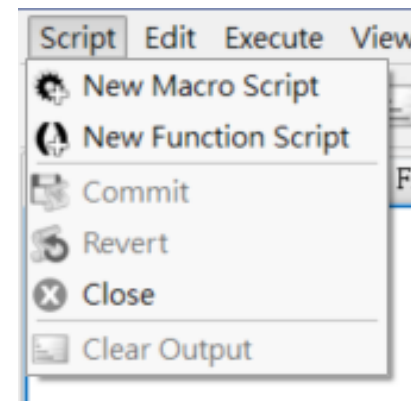 Script Edit Execute View
New Macro Script
New Function Script
F
Commit
Revert
Close
Clear Output